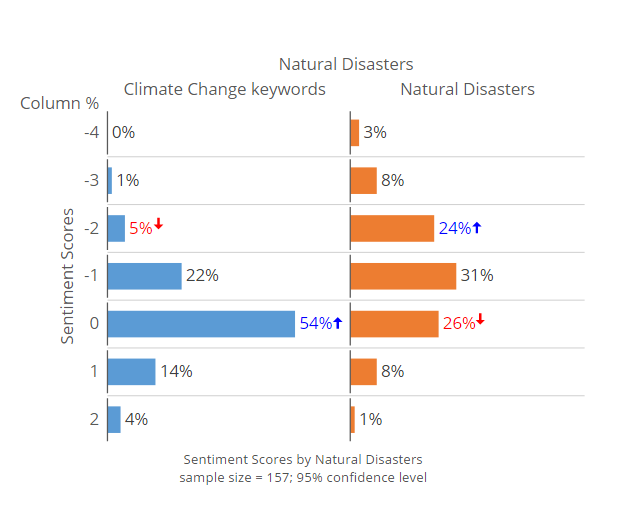 Natural Disasters
Climate Change keywords Natural Disasters
Column %
Sentiment Scores
-4 0% 3%
-3 1% 8%
-2 5% 24%
-1 22% 31%
0 54% 26%
1 14% 8%
2 4% 1%
Sentiment Scores by Natural Disasters
sample size = 157; 95% confidence level